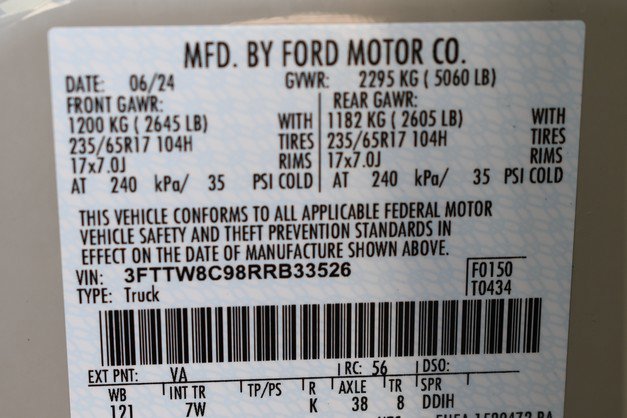 MFD. BY FORD MOTOR CO.
DATE: 06/24 GVWR: 2295 KG ( 5060 LB)
FRONT GAWR: REAR GAWR:
1200 KG ( 2645 LB) WITH 1182 KG ( 2605 LB) WITH
235/65R17 104H TIRES 235/65R17 104H TIRES
17x7.0J RIMS 17x7.0J RIMS
AT 240 kPa/ 35 PSI COLD AT 240 kPa/ 35 PSI COLD
THIS VEHICLE CONFORMS TO ALL APPLICABLE FEDERAL MOTOR
VEHICLE SAFETY AND THEFT PREVENTION STANDARDS IN
EFFECT ON THE DATE OF MANUFACTURE SHOWN ABOVE.
VIN: 3FTTW8C98RRB33526 F0150
TYPE: Truck T0434
EXT PNT: VA RC: 56 DSO:
WB INT TR TP/PS R AXLE TR SPR
121 7W K 38 8 DDIH